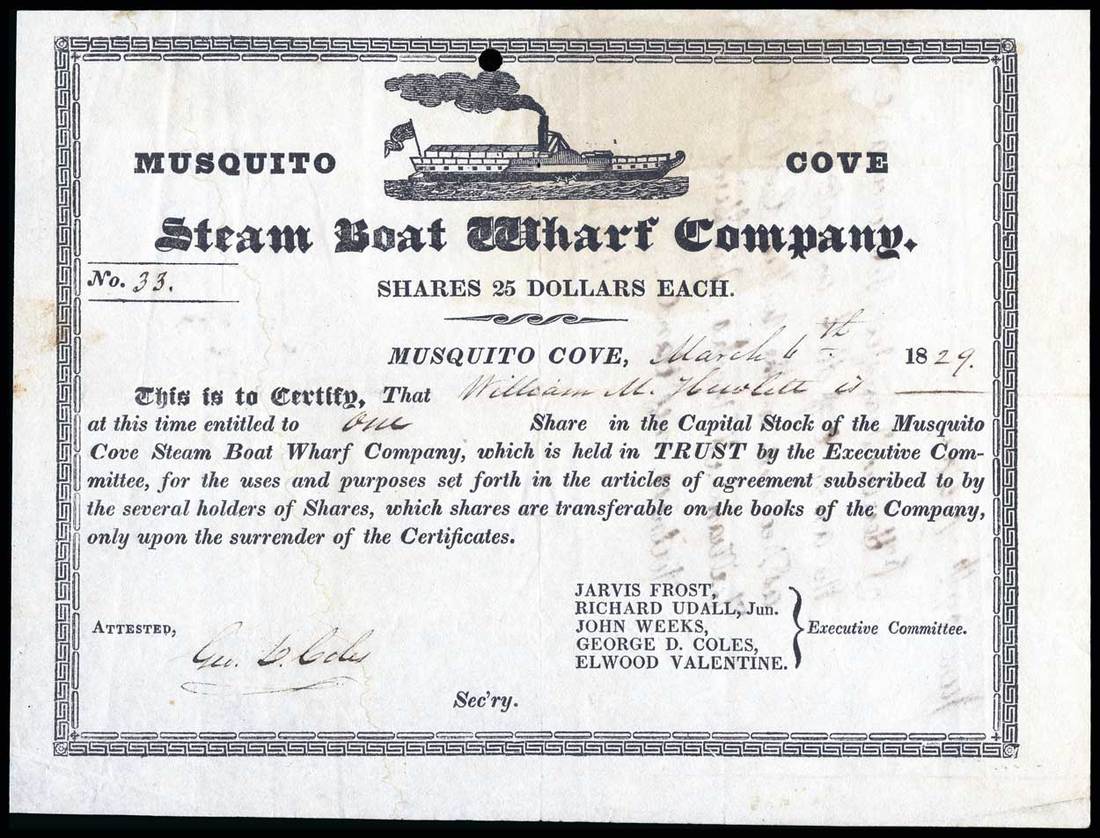 MUSQUITO COVE
Steam Boat Wharf Company.
No. 33.
SHARES 25 DOLLARS EACH.
MUSQUITO COVE, March 6th 1829.
This is to Certify, That William M. Hewlett is
at this time entitled to one Share in the Capital Stock of the Musquito
Cove Steam Boat Wharf Company, which is held in TRUST by the Executive Com-
mittee, for the uses and purposes set forth in the articles of agreement subscribed to by
the several holders of Shares, which shares are transferable on the books of the Company,
only upon the surrender of the Certificates.
JARVIS FROST,
RICHARD UDALL, Jun.
JOHN WEEKS,
GEORGE D. COLES,
ELWOOD VALENTINE.
Executive Committee.
ATTESTED,
Geo. D. Coles
Sec'ry.